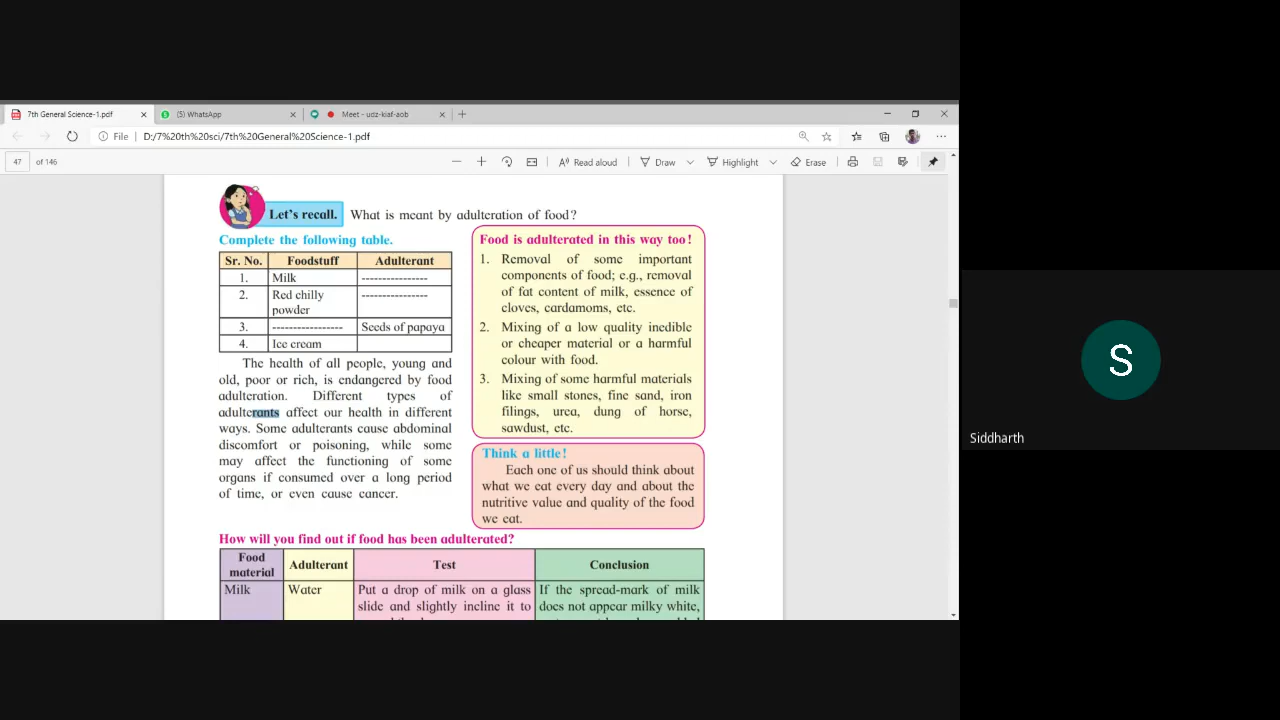 7th General Science-1.pdf
(5) WhatsApp
Meet - udz-kiaf-aob
File
D:/7%20th%20sci/7th%20General%20Science-1.pdf
47 of 146
Read aloud
Draw
Highlight
Erase
Let's recall. What is meant by adulteration of food?
Complete the following table.
Sr. No. Foodstuff Adulterant
1. Milk ----------------
2. Red chilly ----------------
powder
3. ----------------- Seeds of papaya
4. Ice cream
The health of all people, young and
old, poor or rich, is endangered by food
adulteration. Different types of
adulterants affect our health in different
ways. Some adulterants cause abdominal
discomfort or poisoning, while some
may affect the functioning of some
organs if consumed over a long period
of time, or even cause cancer.
Food is adulterated in this way too!
1. Removal of some important
components of food; e.g., removal
of fat content of milk, essence of
cloves, cardamoms, etc.
2. Mixing of a low quality inedible
or cheaper material or a harmful
colour with food.
3. Mixing of some harmful materials
like small stones, fine sand, iron
filings, urea, dung of horse,
sawdust, etc.
Think a little!
Each one of us should think about
what we eat every day and about the
nutritive value and quality of the food
we eat.
How will you find out if food has been adulterated?
Food
material
Adulterant
Test
Conclusion
Milk
Water
Put a drop of milk on a glass
slide and slightly incline it to
If the spread-mark of milk
does not appear milky white,
S
Siddharth